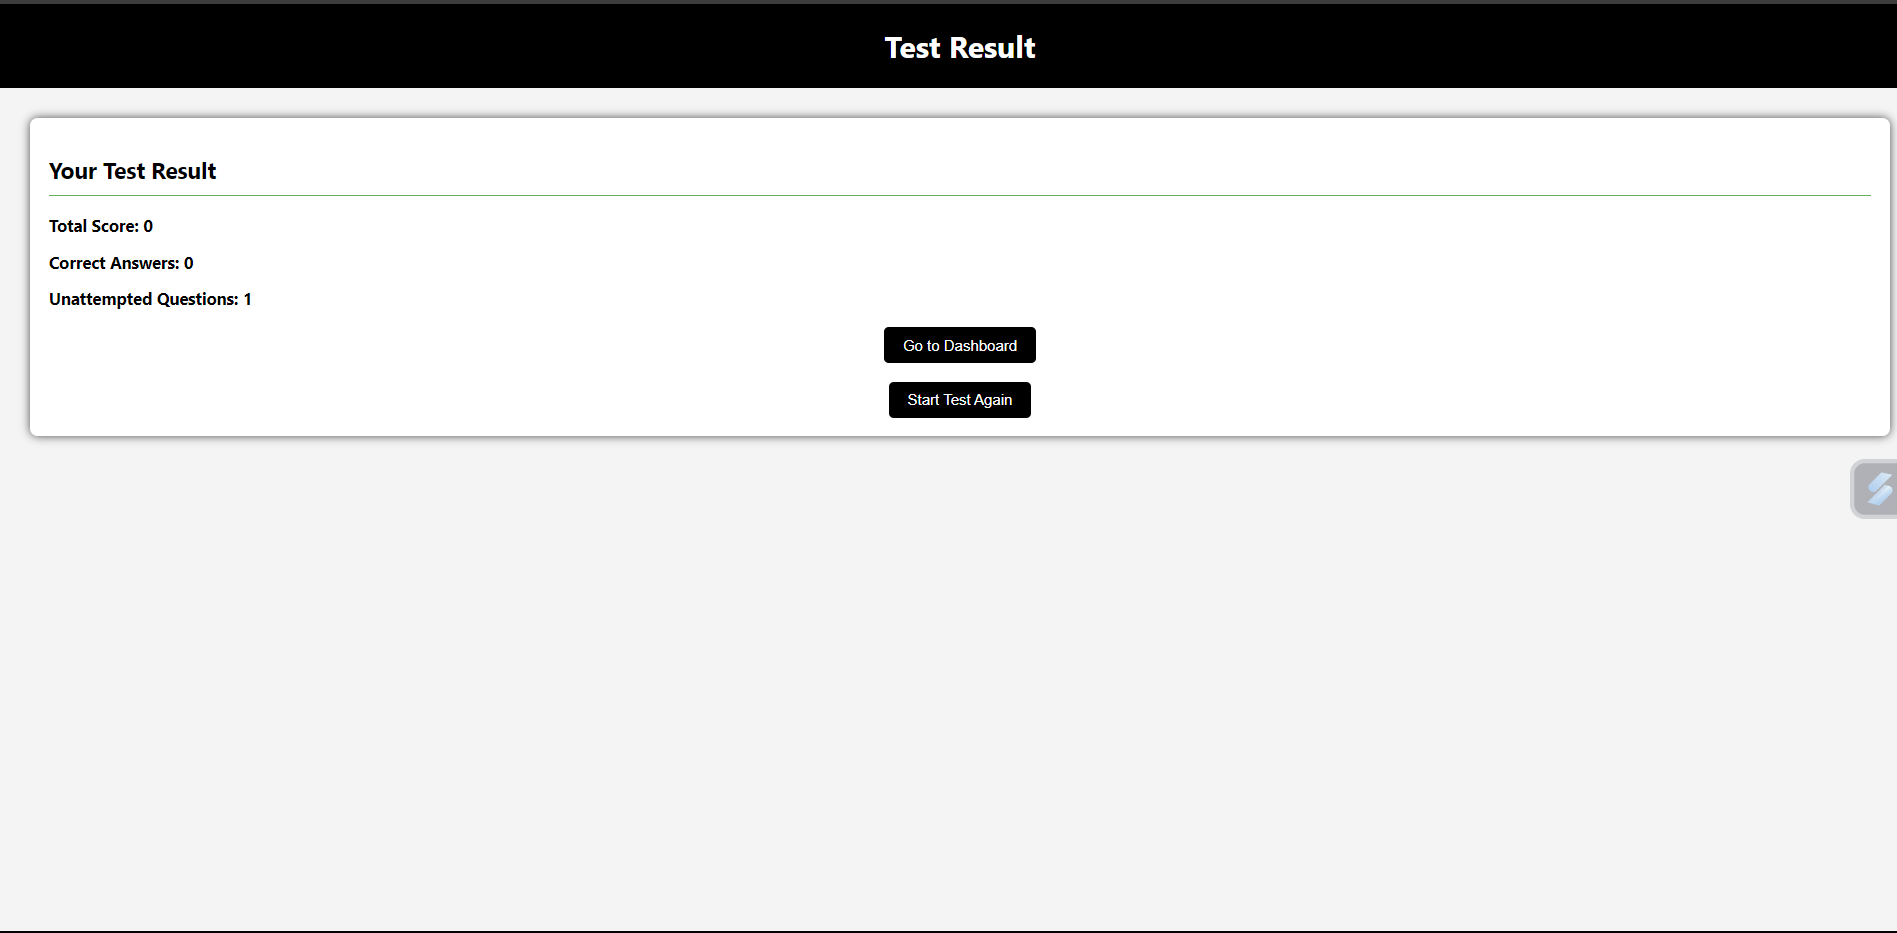 Test Result
Your Test Result
Total Score: 0
Correct Answers: 0
Unattempted Questions: 1
Go to Dashboard
Start Test Again